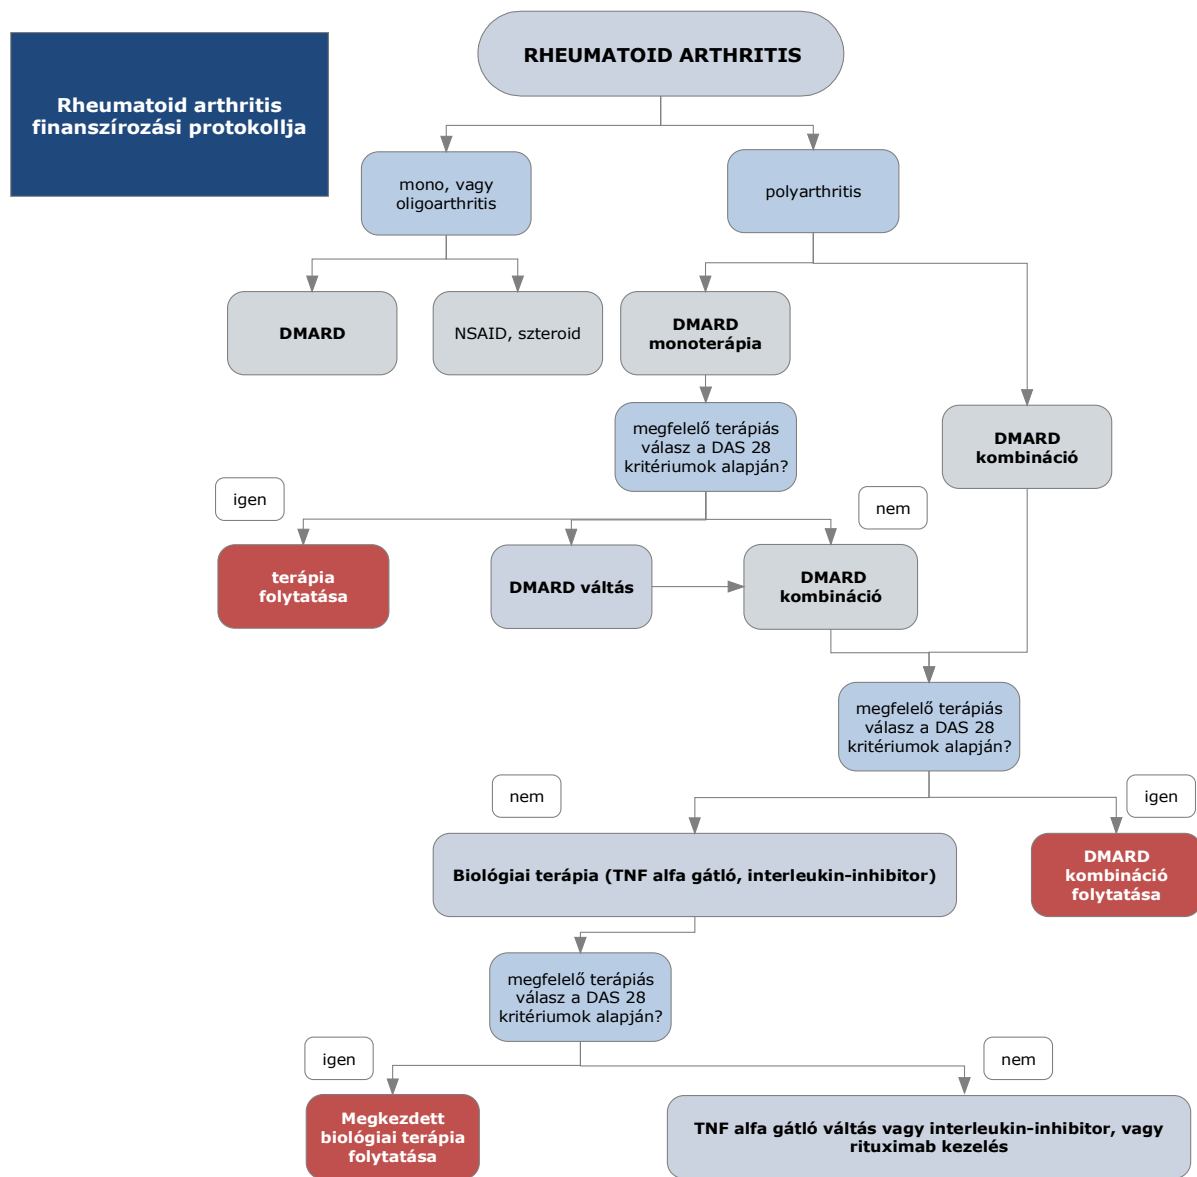 RHEUMATOID ARTHRITIS
Rheumatoid arthritis
finanszírozási protokollja
mono, vagy
oligoarthritis
polyarthritis
DMARD
NSAID, szteroid
DMARD
monoterápia
megfelelő terápiás
válasz a DAS 28
kritériumok alapján?
DMARD
kombináció
igen
nem
terápia
folytatása
DMARD váltás
DMARD
kombináció
megfelelő terápiás
válasz a DAS 28
kritériumok alapján?
nem
igen
Biológiai terápia (TNF alfa gátló, interleukin-inhibitor)
DMARD
kombináció
folytatása
megfelelő terápiás
válasz a DAS 28
kritériumok alapján?
igen
nem
Megkezdett
biológiai terápia
folytatása
TNF alfa gátló váltás vagy interleukin-inhibitor, vagy
rituximab kezelés